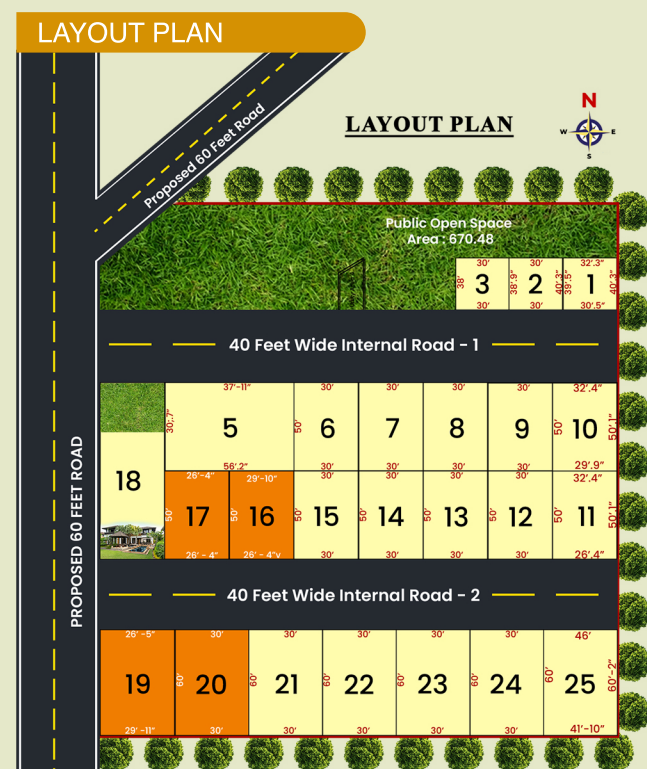 LAYOUT PLAN
N
W E
S
LAYOUT PLAN
Proposed 60 Feet Road
Public Open Space
Area : 670.48
30' 30' 32'.3"
38' 3 38'.9" 2 40'.3" 39'.5" 1 40'.3"
30' 30' 30'.5"
40 Feet Wide Internal Road - 1
37'-11" 30' 30' 30' 30' 32'.4"
30;.7" 5 50' 6 7 8 9 50' 10 50'.1"
56'.2" 30' 30' 30' 30' 29'.9"
18
26'-4" 29'-10" 30' 30' 30' 30' 32'.4"
50' 17 50' 16 50' 15 50' 14 50' 13 50' 12 50' 11 50'.1"
26' - 4" 26' - 4"v 30' 30' 30' 30' 26'.4"
PROPOSED 60 FEET ROAD
40 Feet Wide Internal Road - 2
26' -5" 30' 30' 30' 30' 30' 46'
19 60' 20 60' 21 60' 22 60' 23 60' 24 60' 25 60'-2"
29' -11" 30' 30' 30' 30' 30' 41'-10"